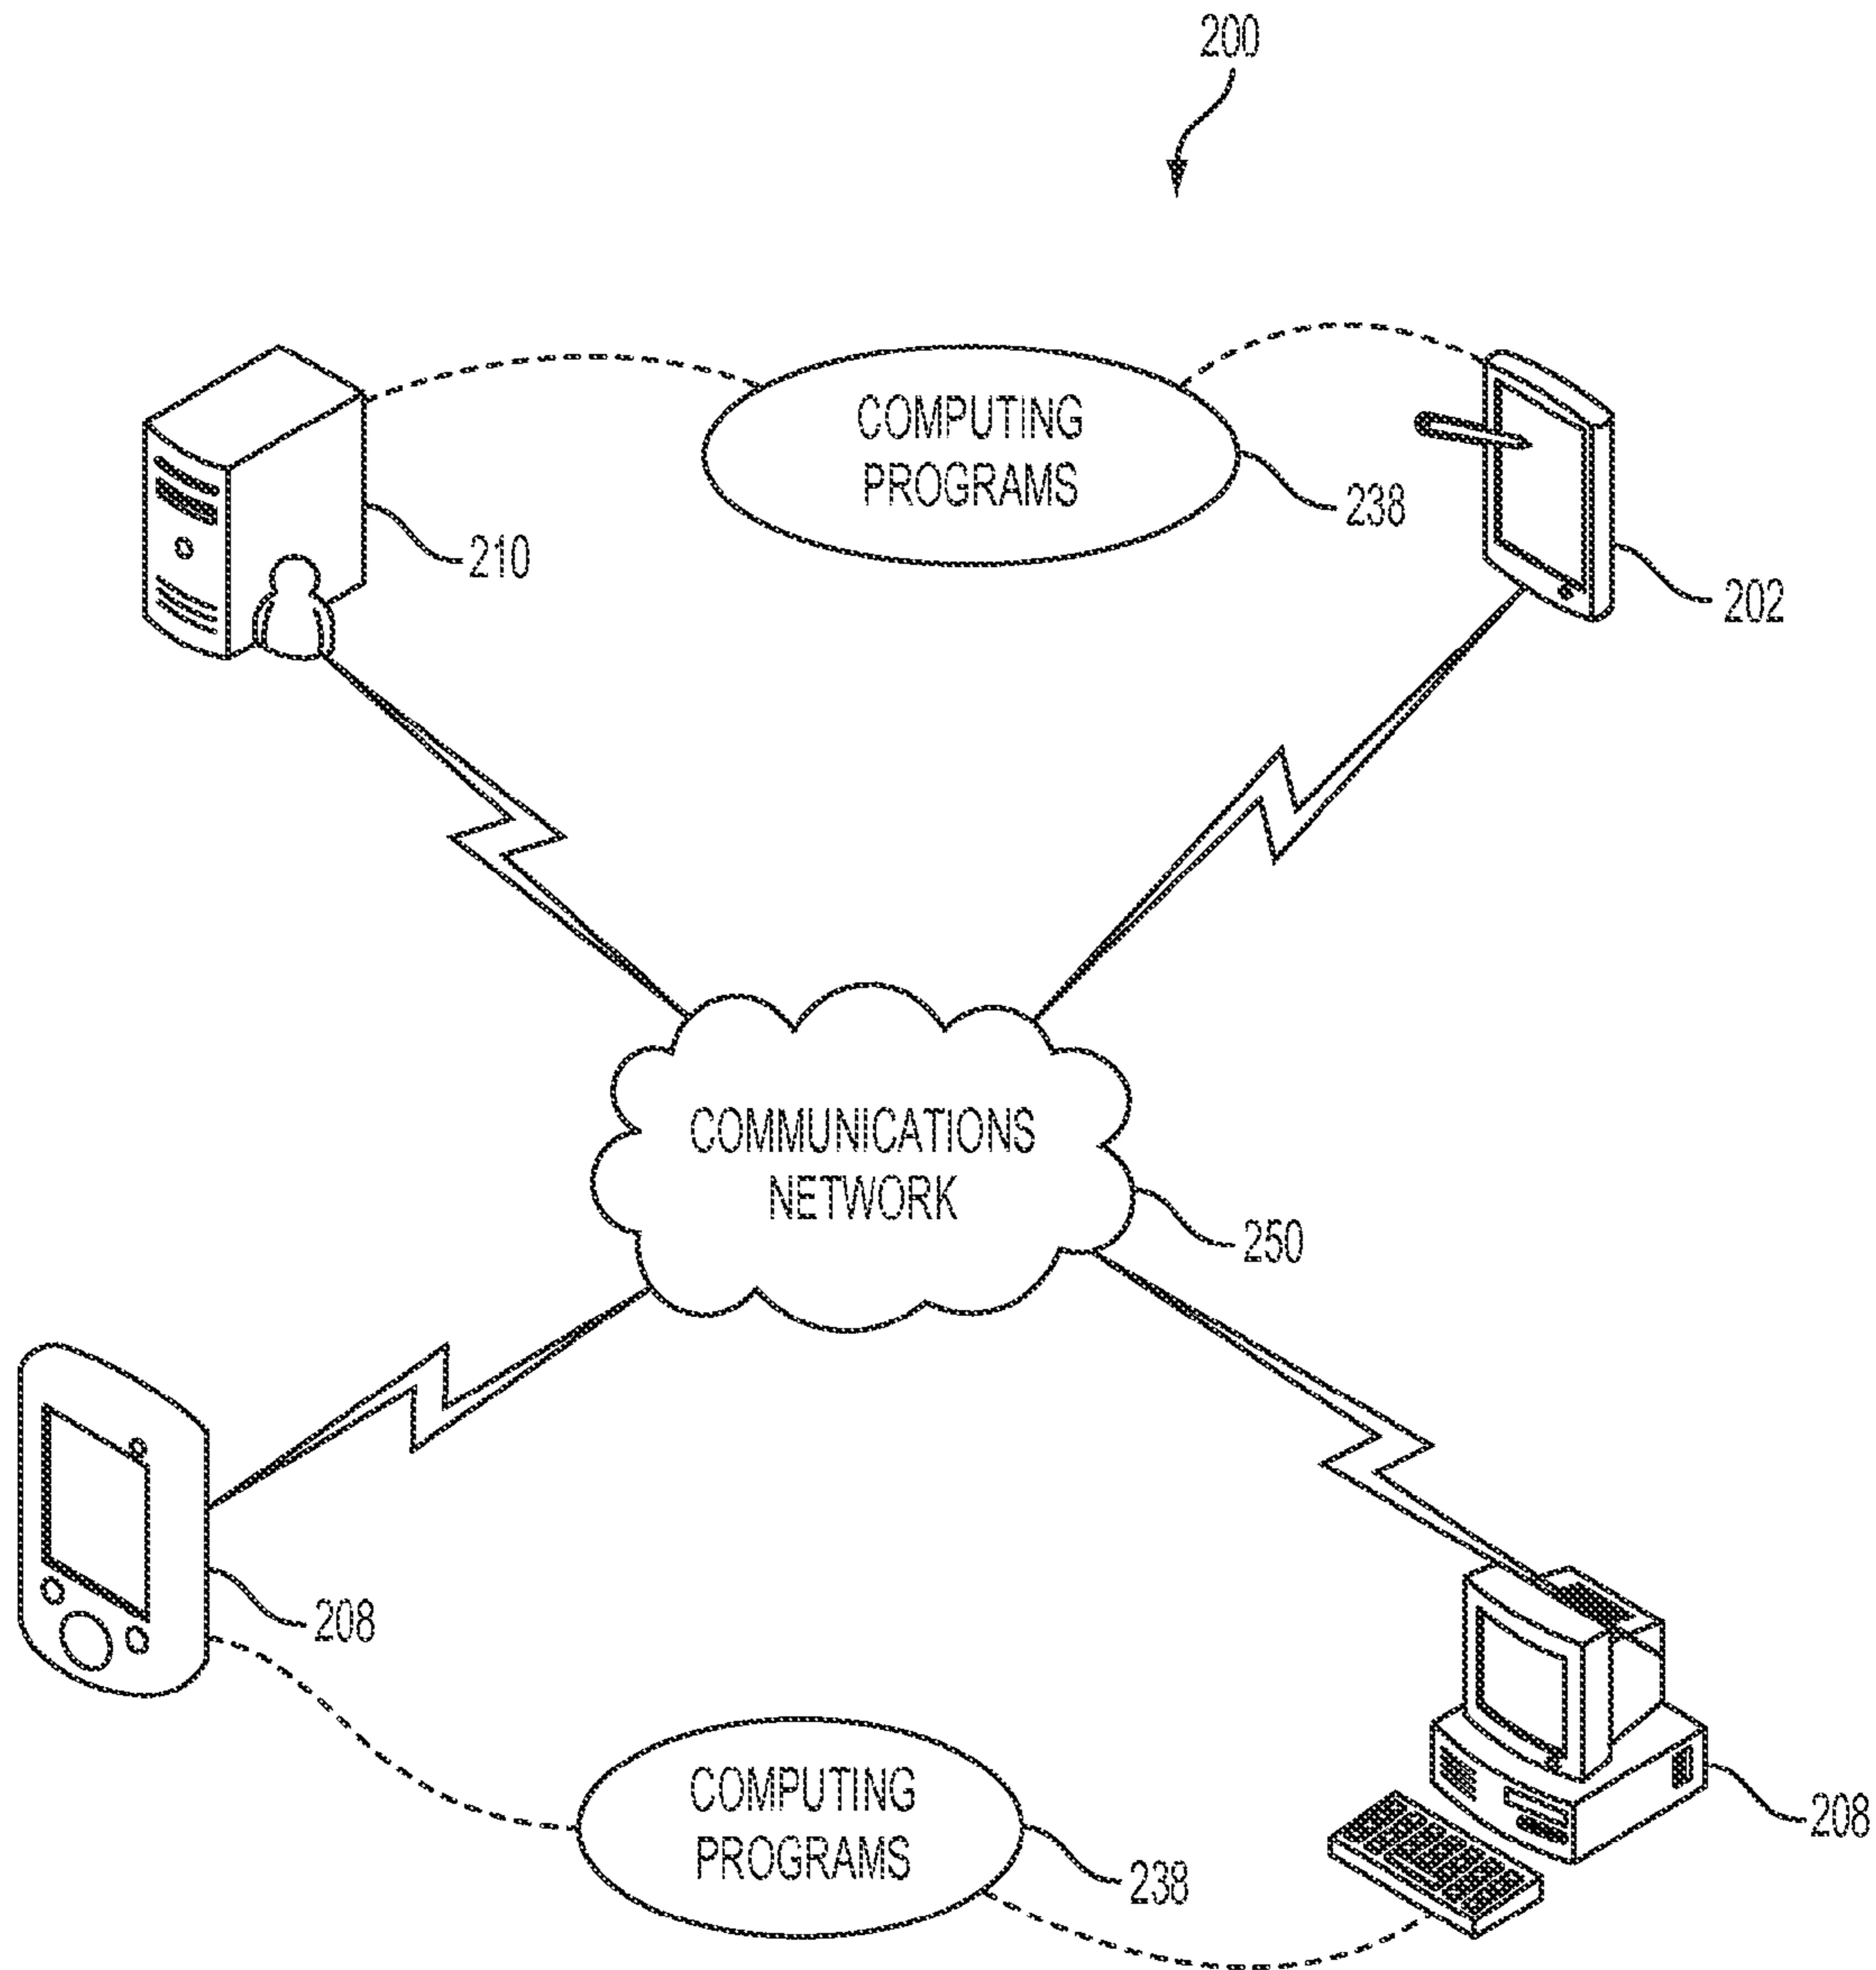 200
COMPUTING
PROGRAMS
238
210
202
COMMUNICATIONS
NETWORK
250
208
COMPUTING
PROGRAMS
238
208